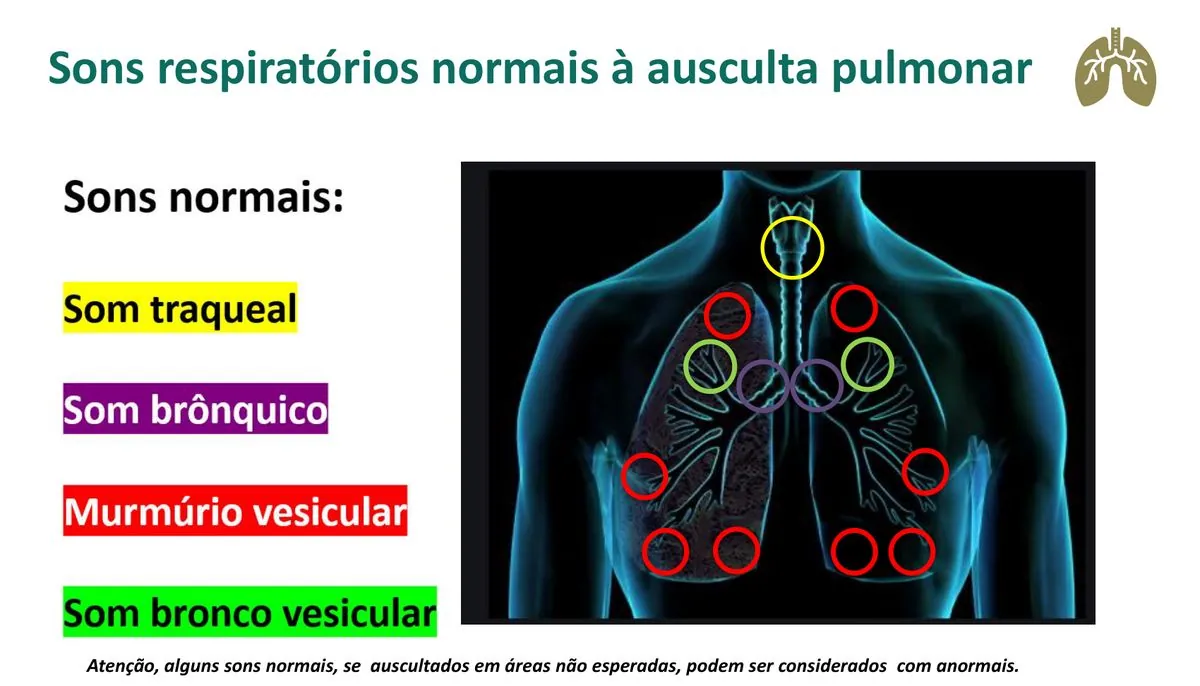 Sons respiratórios normais à ausculta pulmonar
Sons normais:
Som traqueal
Som brônquico
Murmúrio vesicular
Som bronco vesicular
Atenção, alguns sons normais, se auscultados em áreas não esperadas, podem ser considerados com anormais.